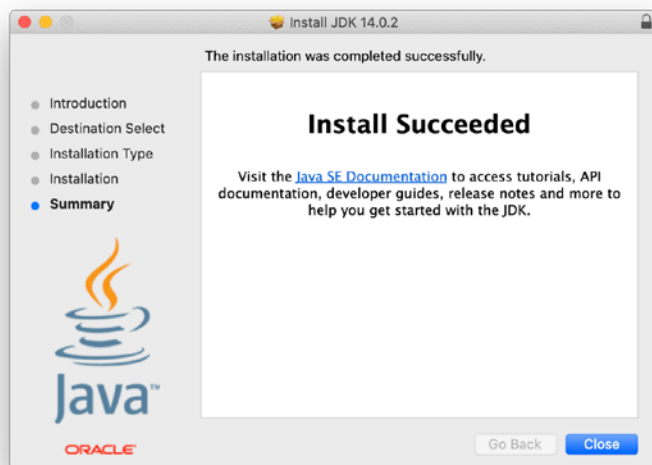 Install JDK 14.0.2
The installation was completed successfully.
Introduction
Destination Select
Installation Type
Installation
Summary
Install Succeeded
Visit the Java SE Documentation to access tutorials, API
documentation, developer guides, release notes and more to
help you get started with the JDK.
Java™
ORACLE®
Go Back
Close